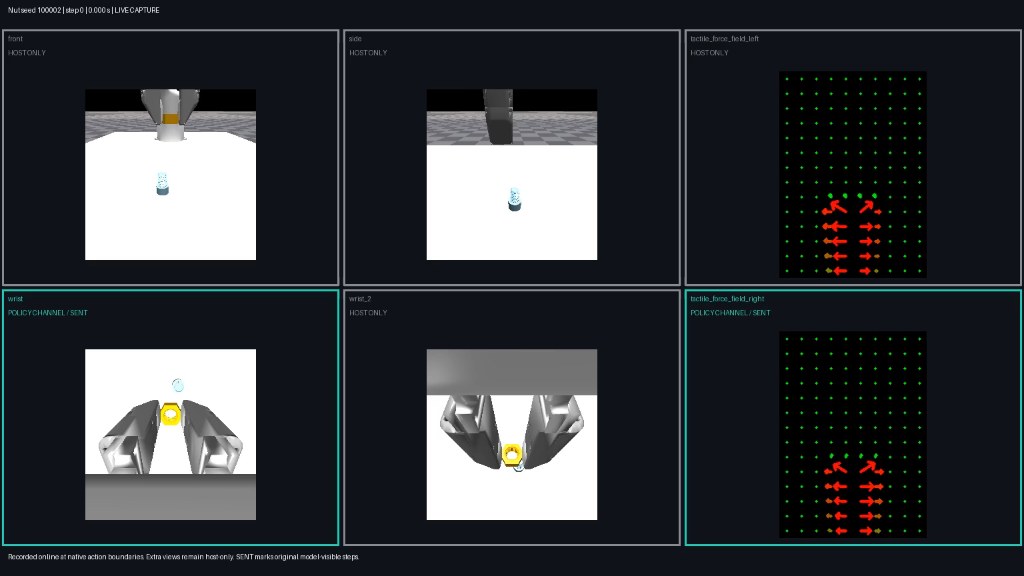 Nut seed 100002 | step 0 | 0.000 s | LIVE CAPTURE
front
HOST ONLY
side
HOST ONLY
tactile_force_field_left
HOST ONLY
wrist
POLICY CHANNEL / SENT
wrist_2
HOST ONLY
tactile_force_field_right
POLICY CHANNEL / SENT
Recorded online at native action boundaries. Extra views remain host-only. SENT marks original model-visible steps.